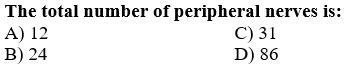 The total number of peripheral nerves is:
A) 12 C) 31
B) 24 D) 86